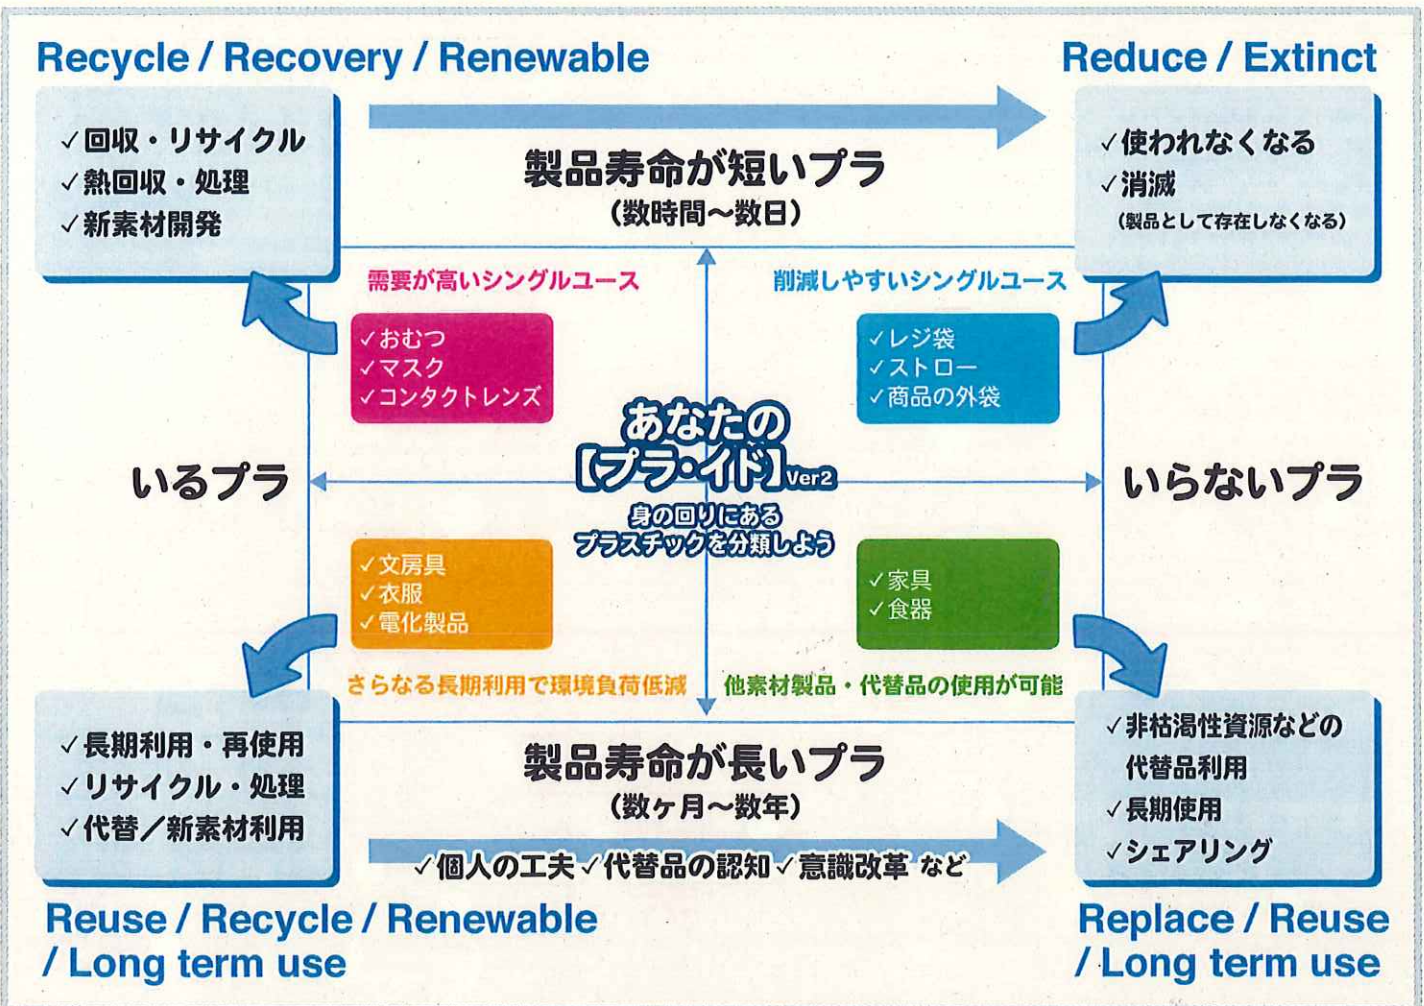 Recycle / Recovery / Renewable
Reduce / Extinct
✓回収・リサイクル
✓熱回収・処理
✓新素材開発
製品寿命が短いプラ
(数時間～数日)
✓使われなくなる
✓消滅
(製品として存在しなくなる)
需要が高いシングルユース
削減しやすいシングルユース
✓おむつ
✓マスク
✓コンタクトレンズ
✓レジ袋
✓ストロー
✓商品の外袋
いるプラ
あなたの
【プラ・イド】Ver2
身の回りにある
プラスチックを分類しよう
いらないプラ
✓文房具
✓衣服
✓電化製品
✓家具
✓食器
さらなる長期利用で環境負荷低減
他素材製品・代替品の使用が可能
✓長期利用・再使用
✓リサイクル・処理
✓代替／新素材利用
製品寿命が長いプラ
(数ヶ月～数年)
✓個人の工夫✓代替品の認知✓意識改革 など
✓非枯渇性資源などの
代替品利用
✓長期使用
✓シェアリング
Reuse / Recycle / Renewable
/ Long term use
Replace / Reuse
/ Long term use